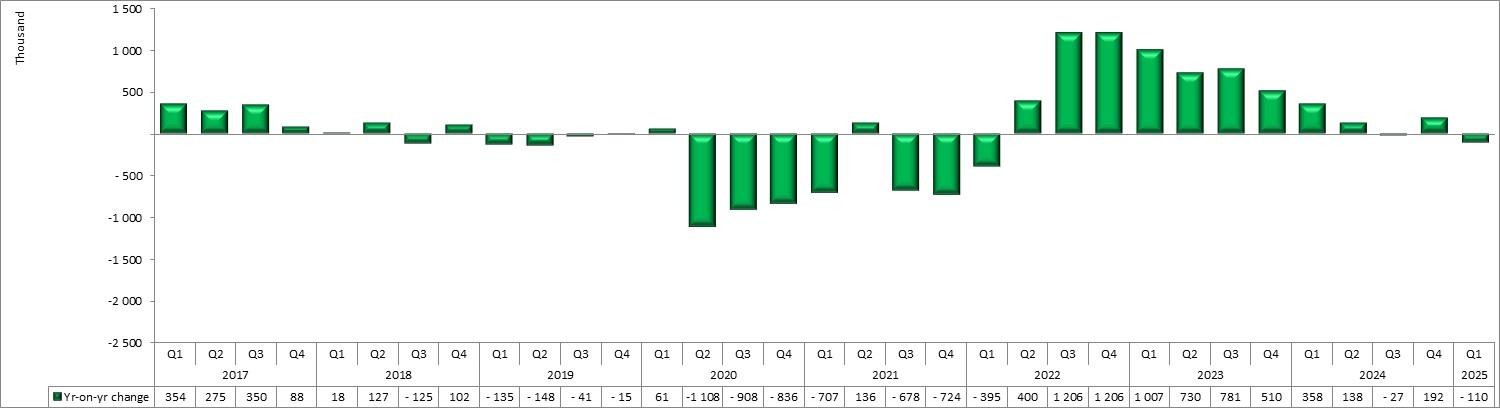 Thousand
1 500
1 000
500
- 500
-1 000
-1 500
-2 000
-2 500
Q1 Q2 Q3 Q4 Q1 Q2 Q3 Q4 Q1 Q2 Q3 Q4 Q1 Q2 Q3 Q4 Q1 Q2 Q3 Q4 Q1 Q2 Q3 Q4 Q1 Q2 Q3 Q4 Q1 Q2 Q3 Q4 Q1
2017 2018 2019 2020 2021 2022 2023 2024 2025
Yr-on-yr change 354 275 350 88 18 127 - 125 102 - 135 - 148 - 41 - 15 61 -1 108 - 908 - 836 - 707 136 - 678 - 724 - 395 400 1 206 1 206 1 007 730 781 510 358 138 - 27 192 - 110